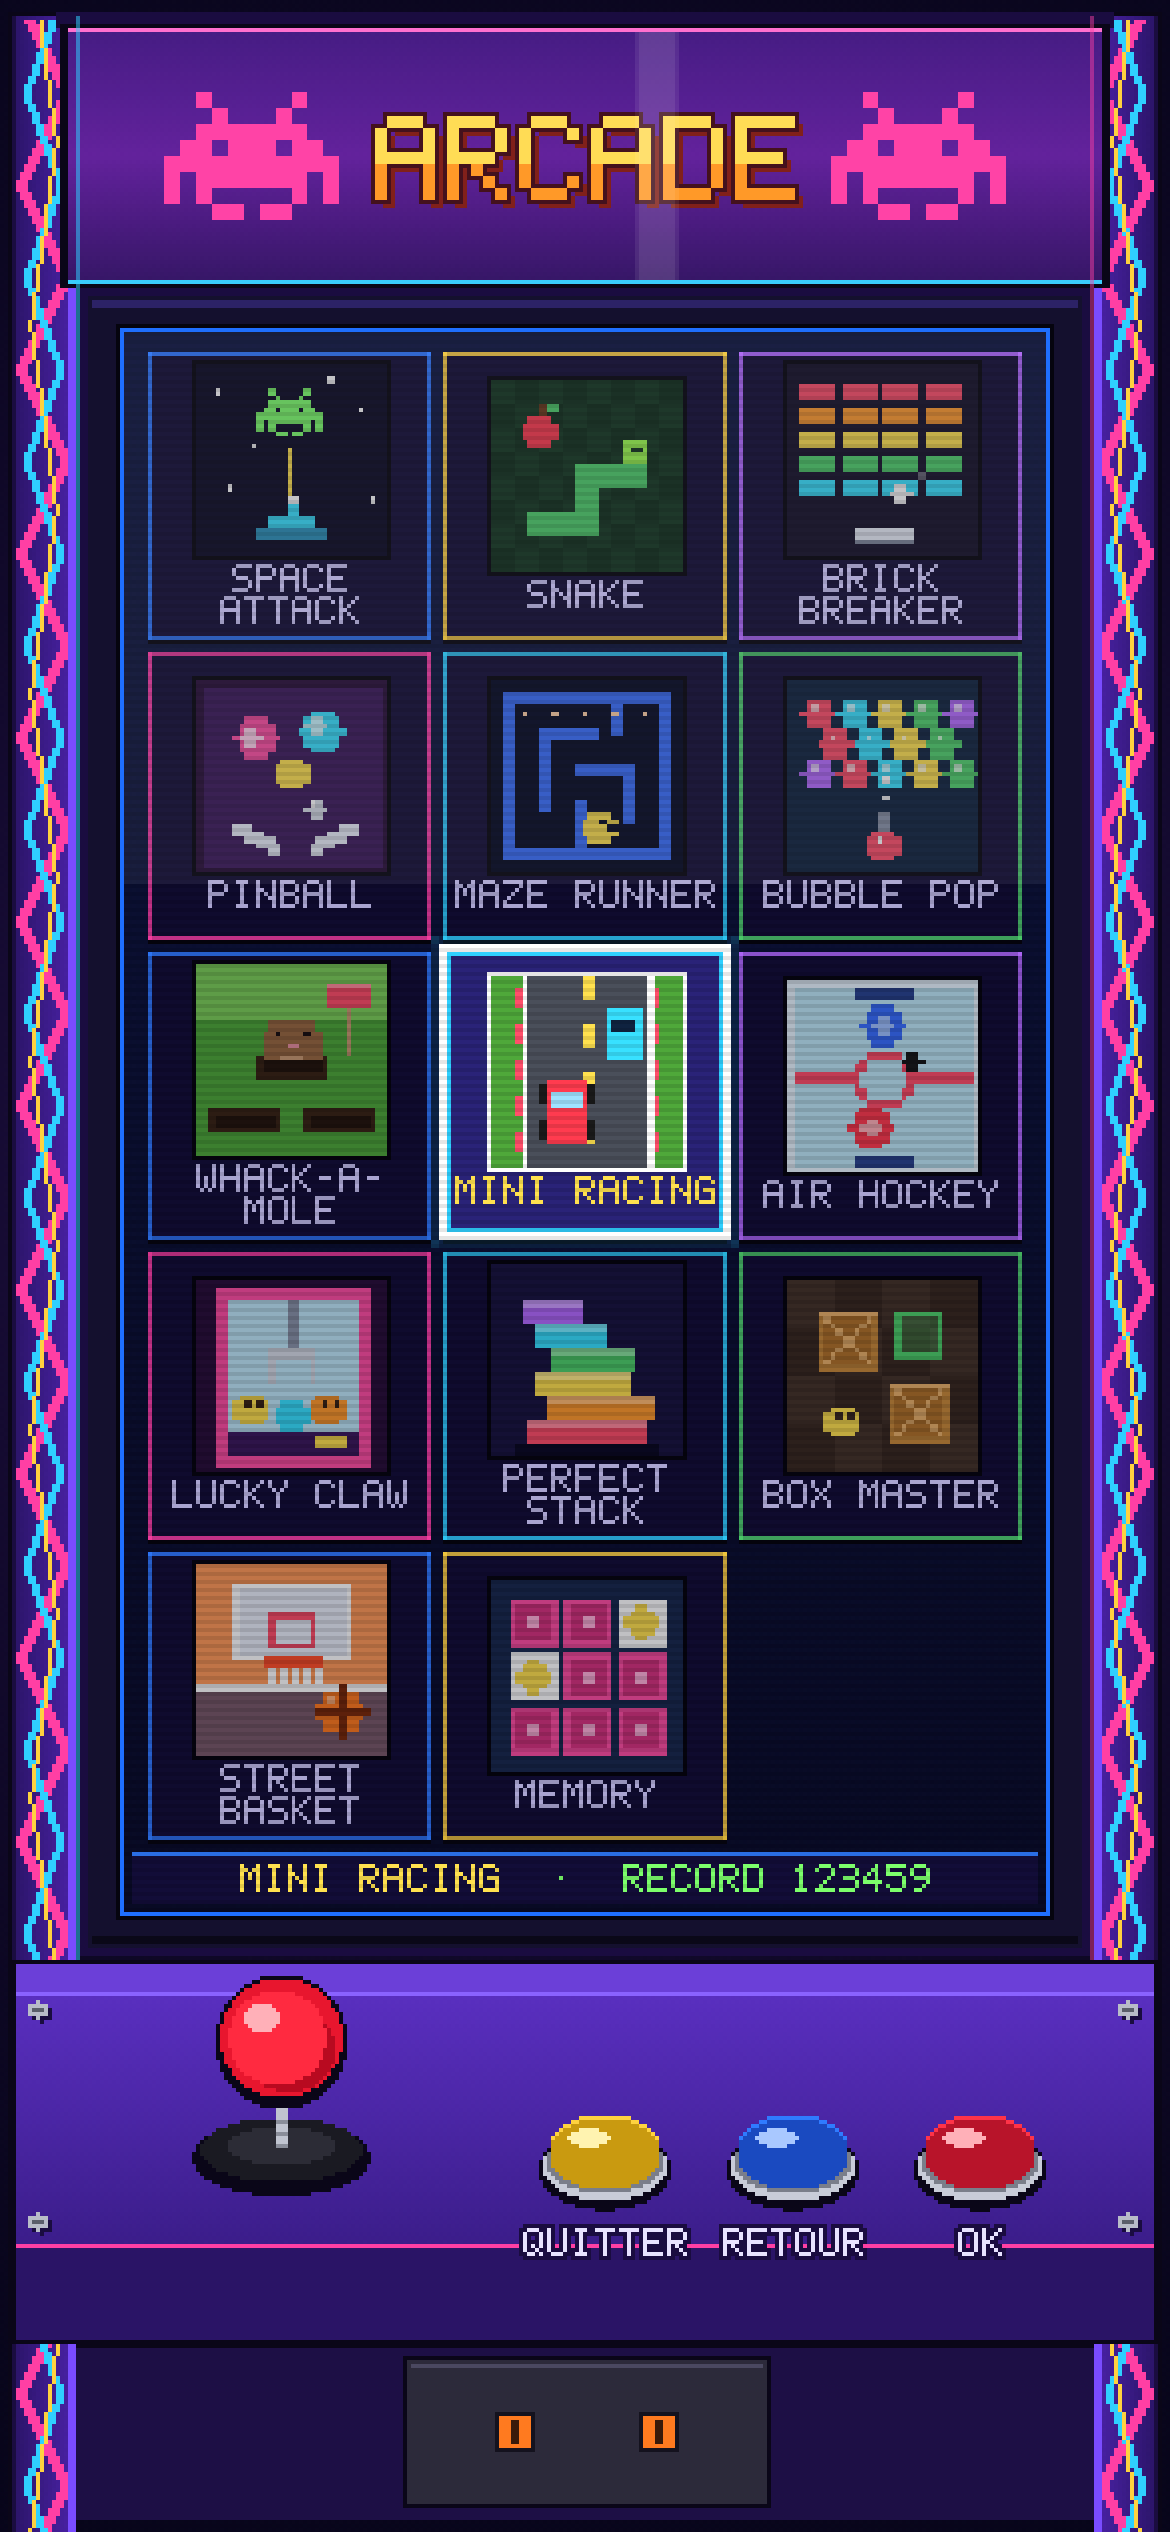 ARCADE
SPACE
ATTACK
SNAKE
BRICK
BREAKER
PINBALL
MAZE RUNNER
BUBBLE POP
WHACK-A-
MOLE
MINI RACING
AIR HOCKEY
LUCKY CLAW
PERFECT
STACK
BOX MASTER
STREET
BASKET
MEMORY
MINI RACING · RECORD 123459
QUITTER RETOUR OK